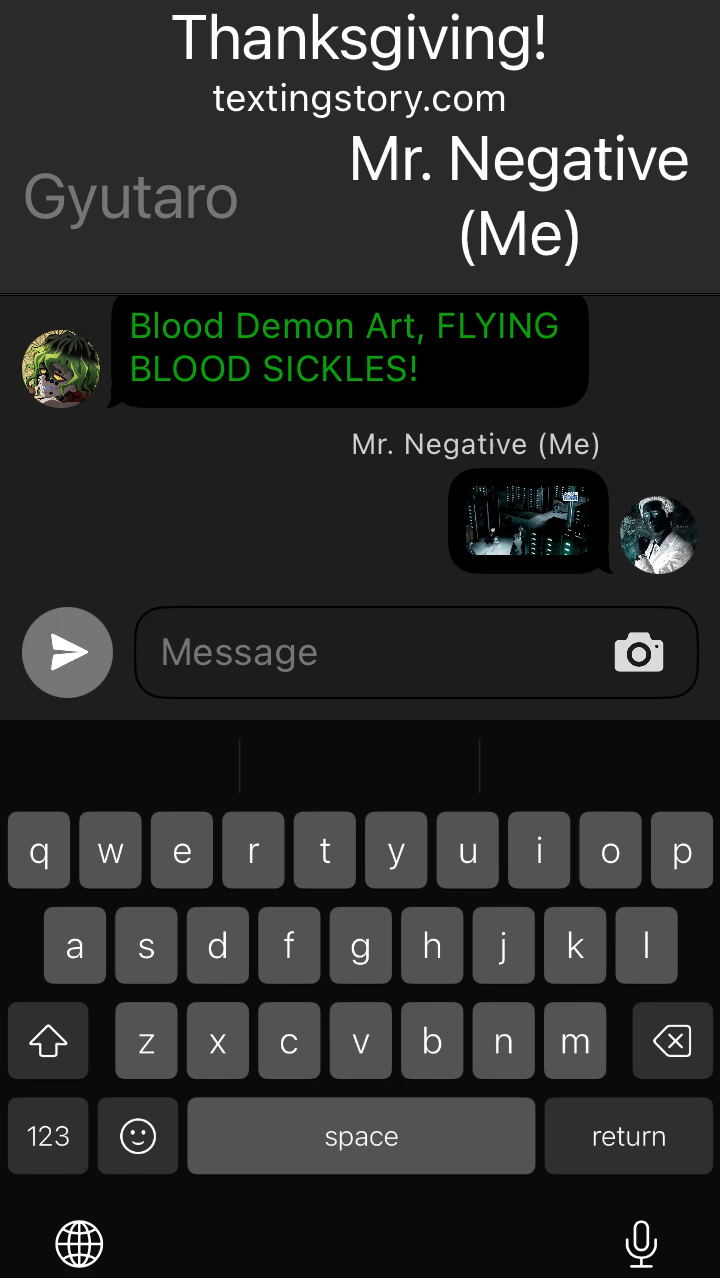 Thanksgiving!
textingstory.com
Gyutaro
Mr. Negative
(Me)
Blood Demon Art, FLYING
BLOOD SICKLES!
Mr. Negative (Me)
Message
q w e r t y u i o p
a s d f g h j k l
z x c v b n m
123 space return